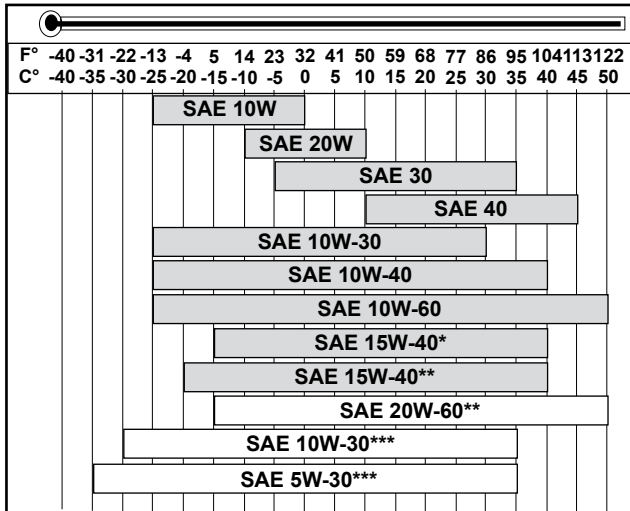 F° -40 -31 -22 -13 -4 5 14 23 32 41 50 59 68 77 86 95 104 113 122
C° -40 -35 -30 -25 -20 -15 -10 -5 0 5 10 15 20 25 30 35 40 45 50
SAE 10W
SAE 20W
SAE 30
SAE 40
SAE 10W-30
SAE 10W-40
SAE 10W-60
SAE 15W-40*
SAE 15W-40**
SAE 20W-60**
SAE 10W-30***
SAE 5W-30***